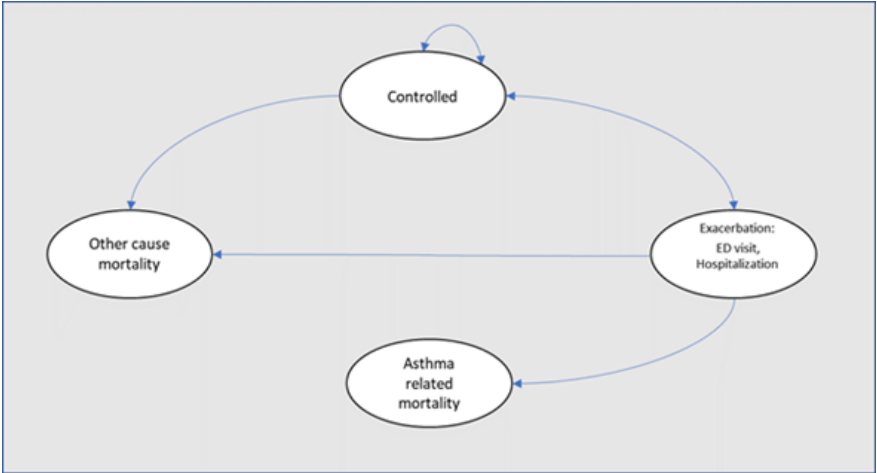 Controlled
Other cause
mortality
Exacerbation:
ED visit,
Hospitalization
Asthma
related
mortality